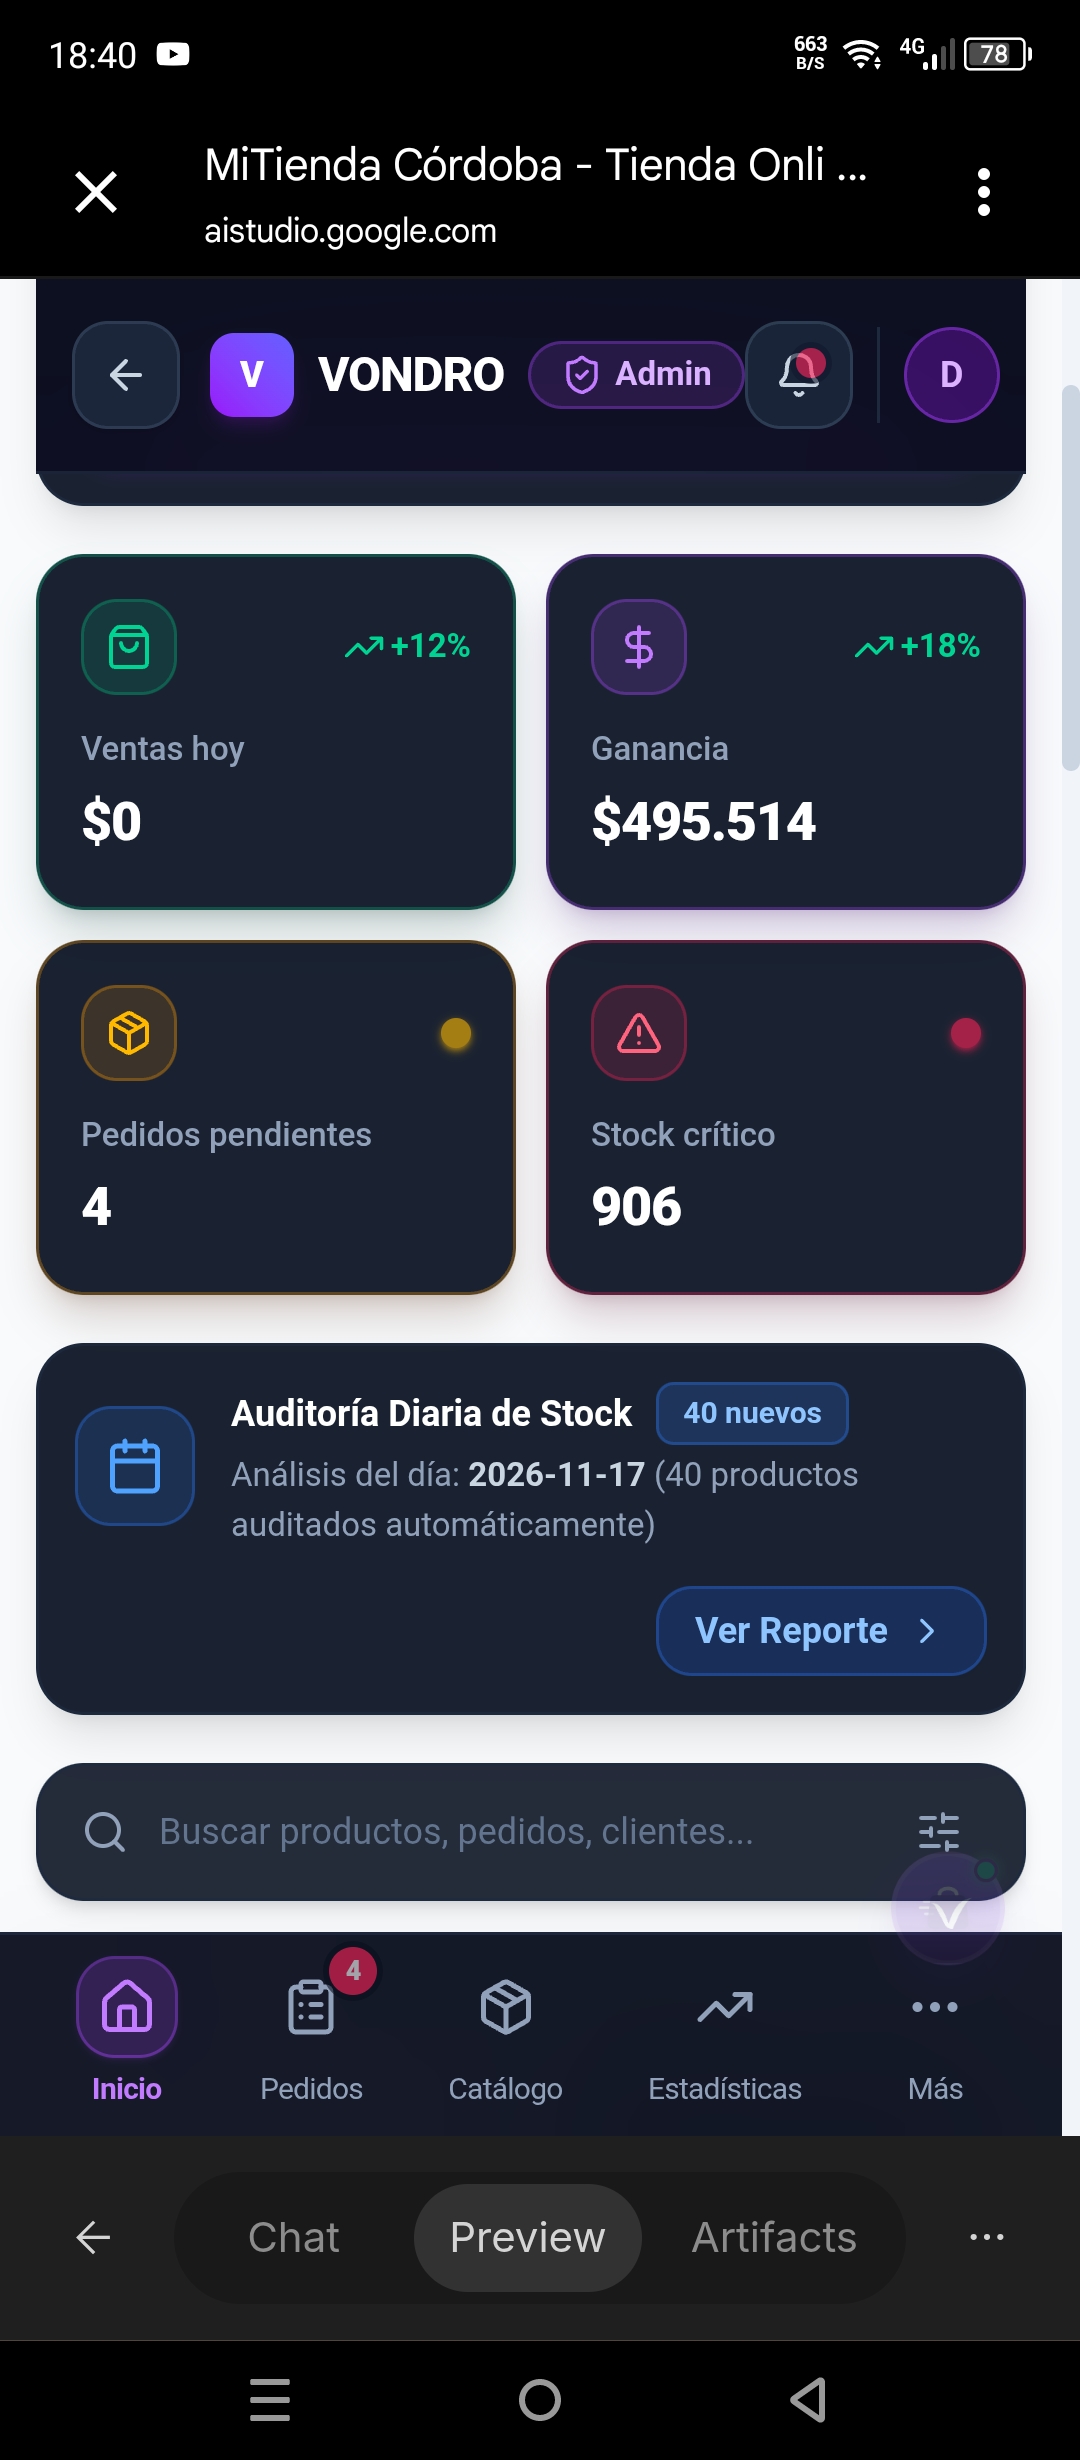 18:40
663 B/S
4G
78
MiTienda Córdoba - Tienda Onli ...
aistudio.google.com
V
VONDRO
Admin
D
+12%
+18%
Ventas hoy
Ganancia
$0
$495.514
Pedidos pendientes
Stock crítico
4
906
Auditoría Diaria de Stock
40 nuevos
Análisis del día: 2026-11-17 (40 productos
auditados automáticamente)
Ver Reporte
Buscar productos, pedidos, clientes...
4
Inicio
Pedidos
Catálogo
Estadísticas
Más
Chat
Preview
Artifacts